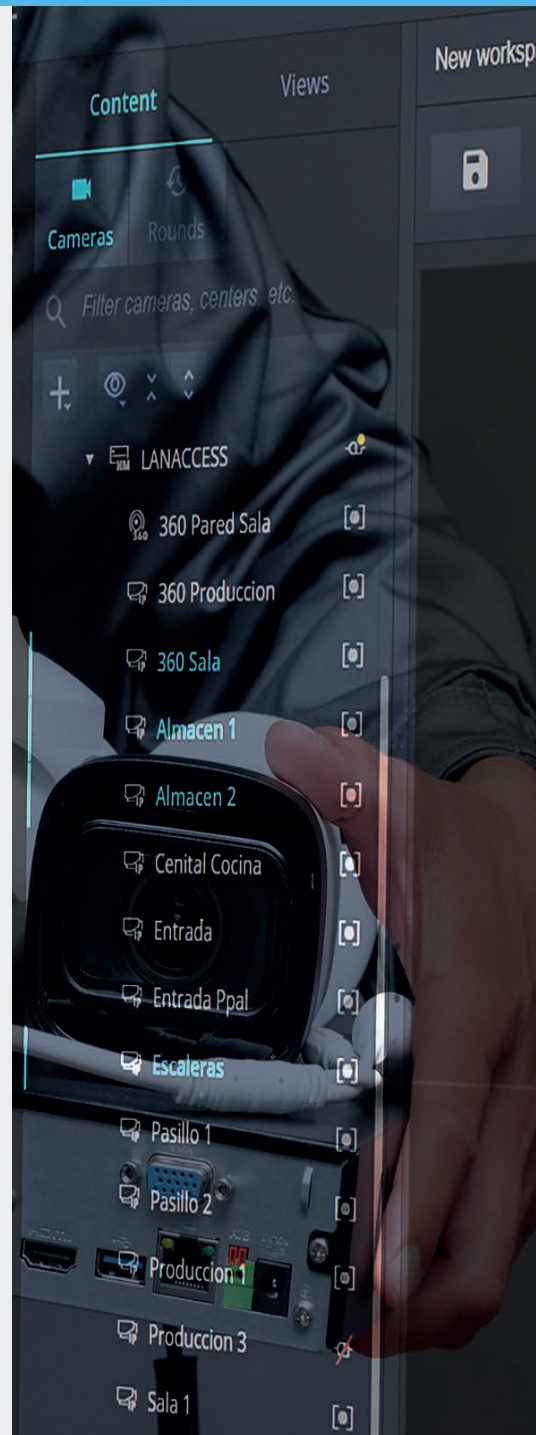 New worksp
Content
Views
Cameras
Rounds
Filter cameras, centers, etc.
LANACCESS
360 Pared Sala
360 Produccion
360 Sala
Almacen 1
Almacen 2
Cenital Cocina
Entrada
Entrada Ppal
Escaleras
Pasillo 1
Pasillo 2
Produccion 1
Produccion 3
Sala 1